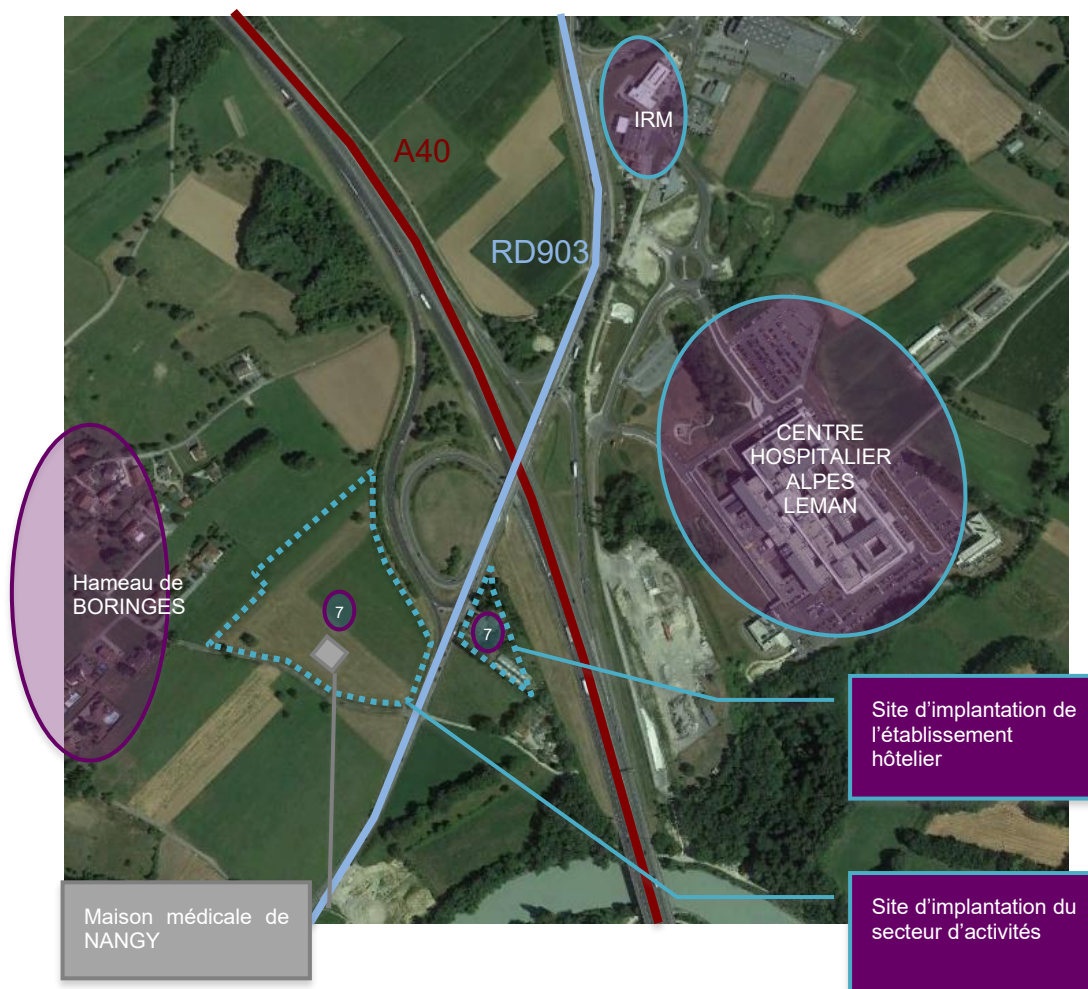 IRM
A40
RD903
CENTRE
HOSPITALIER
ALPES
LEMAN
Hameau de
BORINGES
7
7
Site d'implantation de
l'établissement
hôtelier
Maison médicale de
NANGY
Site d'implantation du
secteur d'activités